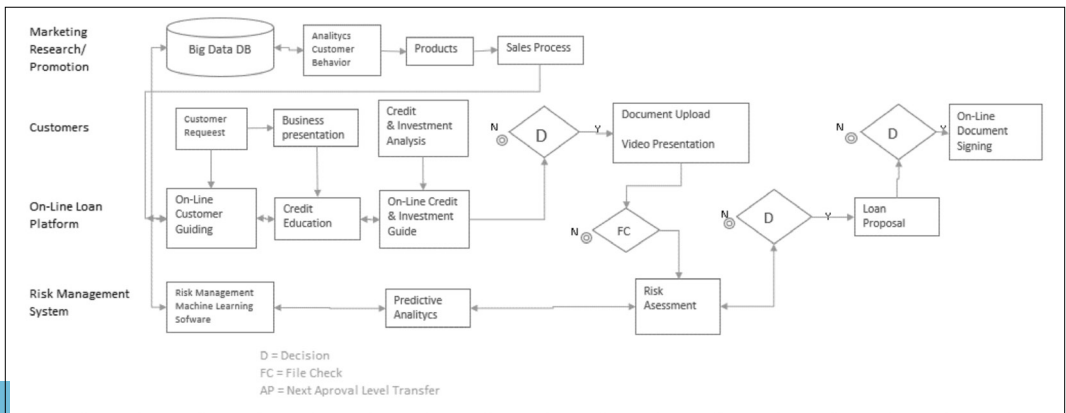 Marketing
Research/
Promotion
Big Data DB
Analitycs
Customer
Behavior
Products
Sales Process
Customers
Customer
Requeest
Business
presentation
Credit
& Investment
Analysis
N
D
Y
Document Upload
Video Presentation
N
D
Y
On-Line
Document
Signing
On-Line Loan
Platform
On-Line
Customer
Guiding
Credit
Education
On-Line Credit
& Investment
Guide
N
FC
N
D
Y
Loan
Proposal
Risk Management
System
Risk Management
Machine Learning
Sofware
Predictive
Analitycs
Risk
Asessment
D = Decision
FC = File Check
AP = Next Aproval Level Transfer